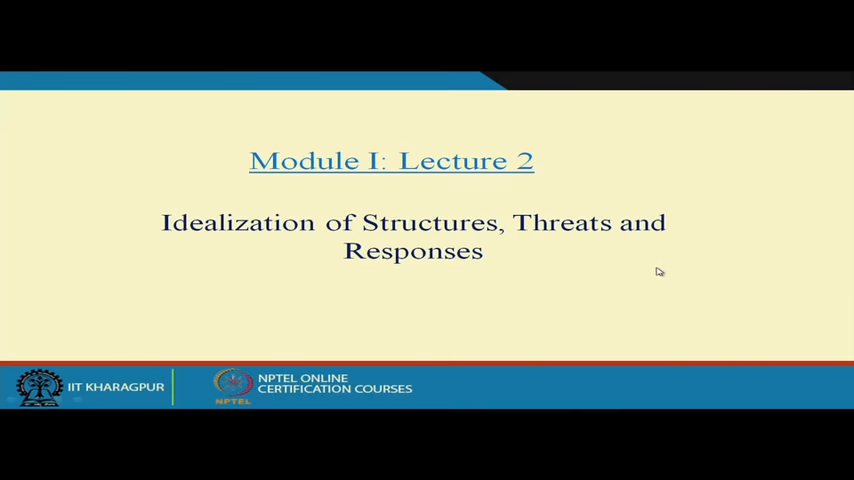 Module I: Lecture 2
Idealization of Structures, Threats and
Responses
IIT KHARAGPUR
NPTEL ONLINE
CERTIFICATION COURSES
NPTEL